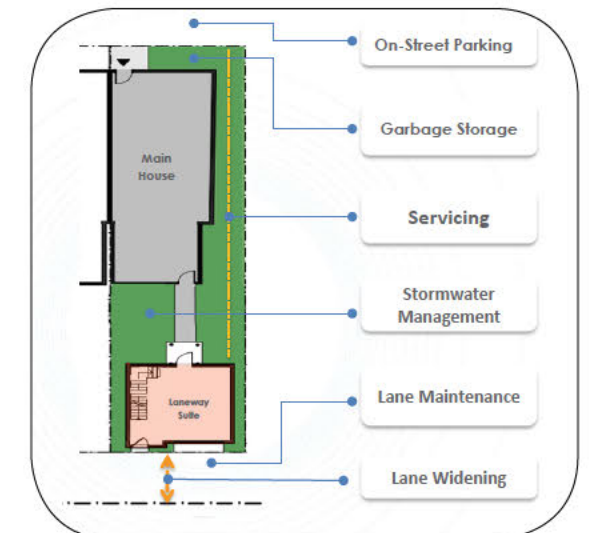 On-Street Parking
Garbage Storage
Main
House
Servicing
Stormwater
Management
Lane Maintenance
Laneway
Suite
Lane Widening